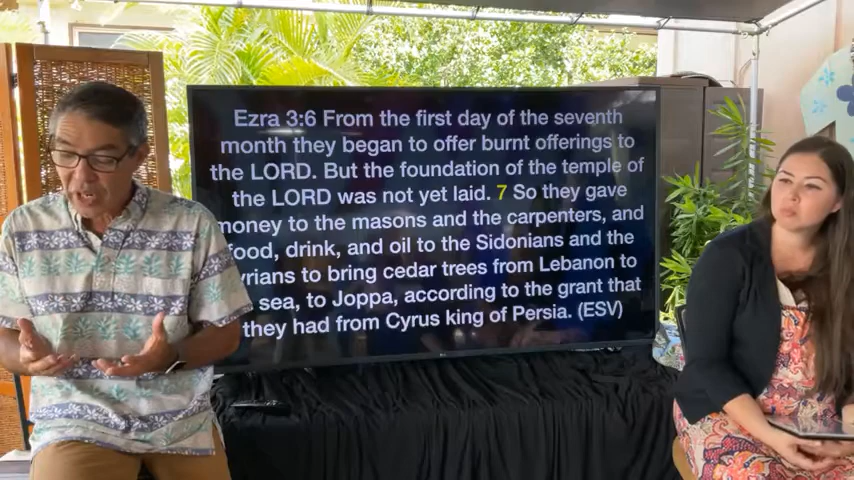 Ezra 3:6 From the first day of the seventh
month they began to offer burnt offerings to
the LORD. But the foundation of the temple of
the LORD was not yet laid. 7 So they gave
money to the masons and the carpenters, and
food, drink, and oil to the Sidonians and the
yrians to bring cedar trees from Lebanon to
sea, to Joppa, according to the grant that
they had from Cyrus king of Persia. (ESV)